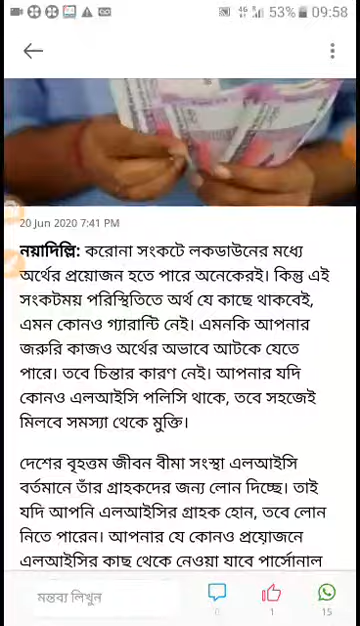 4G 53% 09:58
20 Jun 2020 7:41 PM
নয়াদিল্লি: করোনা সংকটে লকডাউনের মধ্যে
অর্থের প্রয়োজন হতে পারে অনেকেরই। কিন্তু এই
সংকটময় পরিস্থিতিতে অর্থ যে কাছে থাকবেই,
এমন কোনও গ্যারান্টি নেই। এমনকি আপনার
জরুরি কাজও অর্থের অভাবে আটকে যেতে
পারে। তবে চিন্তার কারণ নেই। আপনার যদি
কোনও এলআইসি পলিসি থাকে, তবে সহজেই
মিলবে সমস্যা থেকে মুক্তি।
দেশের বৃহত্তম জীবন বীমা সংস্থা এলআইসি
বর্তমানে তাঁর গ্রাহকদের জন্য লোন দিচ্ছে। তাই
যদি আপনি এলআইসির গ্রাহক হোন, তবে লোন
নিতে পারেন। আপনার যে কোনও প্রয়োজনে
এলআইসির কাছ থেকে নেওয়া যাবে পার্সোনাল
মন্তব্য লিখুন 0 1 15